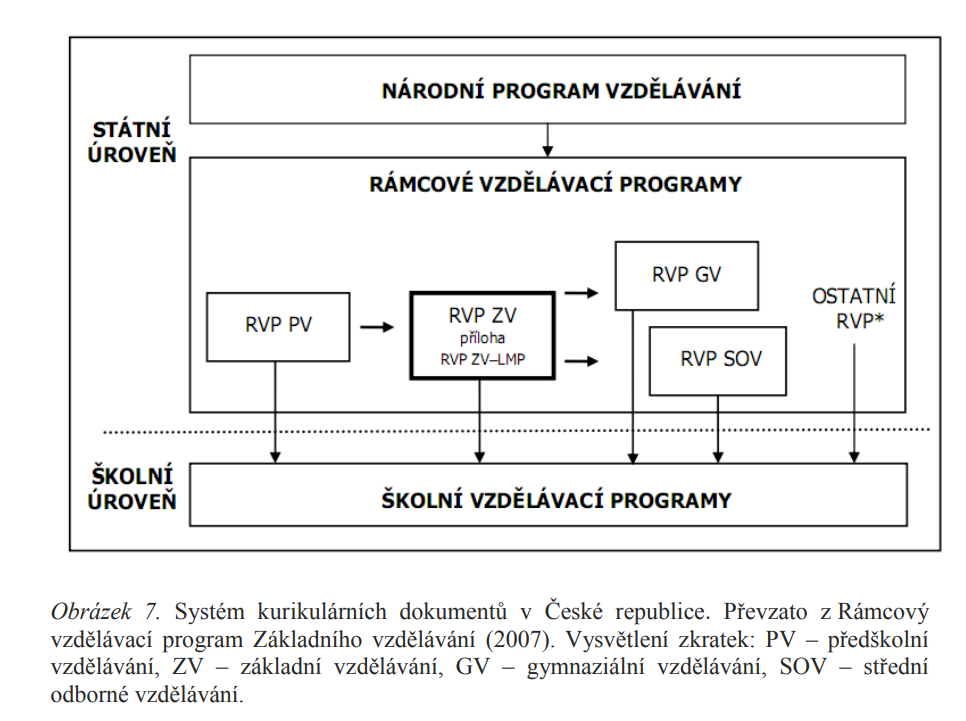 NÁRODNÍ PROGRAM VZDĚLÁVÁNÍ
STÁTNÍ
ÚROVEŇ
RÁMCOVÉ VZDĚLÁVACÍ PROGRAMY
RVP PV
RVP ZV
příloha
RVP ZV–LMP
RVP GV
RVP SOV
OSTATNÍ
RVP*
ŠKOLNÍ
ÚROVEŇ
ŠKOLNÍ VZDĚLÁVACÍ PROGRAMY
Obrázek 7. Systém kurikulárních dokumentů v České republice. Převzato z Rámcový
vzdělávací program Základního vzdělávání (2007). Vysvětlení zkratek: PV – předškolní
vzdělávání, ZV – základní vzdělávání, GV – gymnaziální vzdělávání, SOV – střední
odborné vzdělávání.